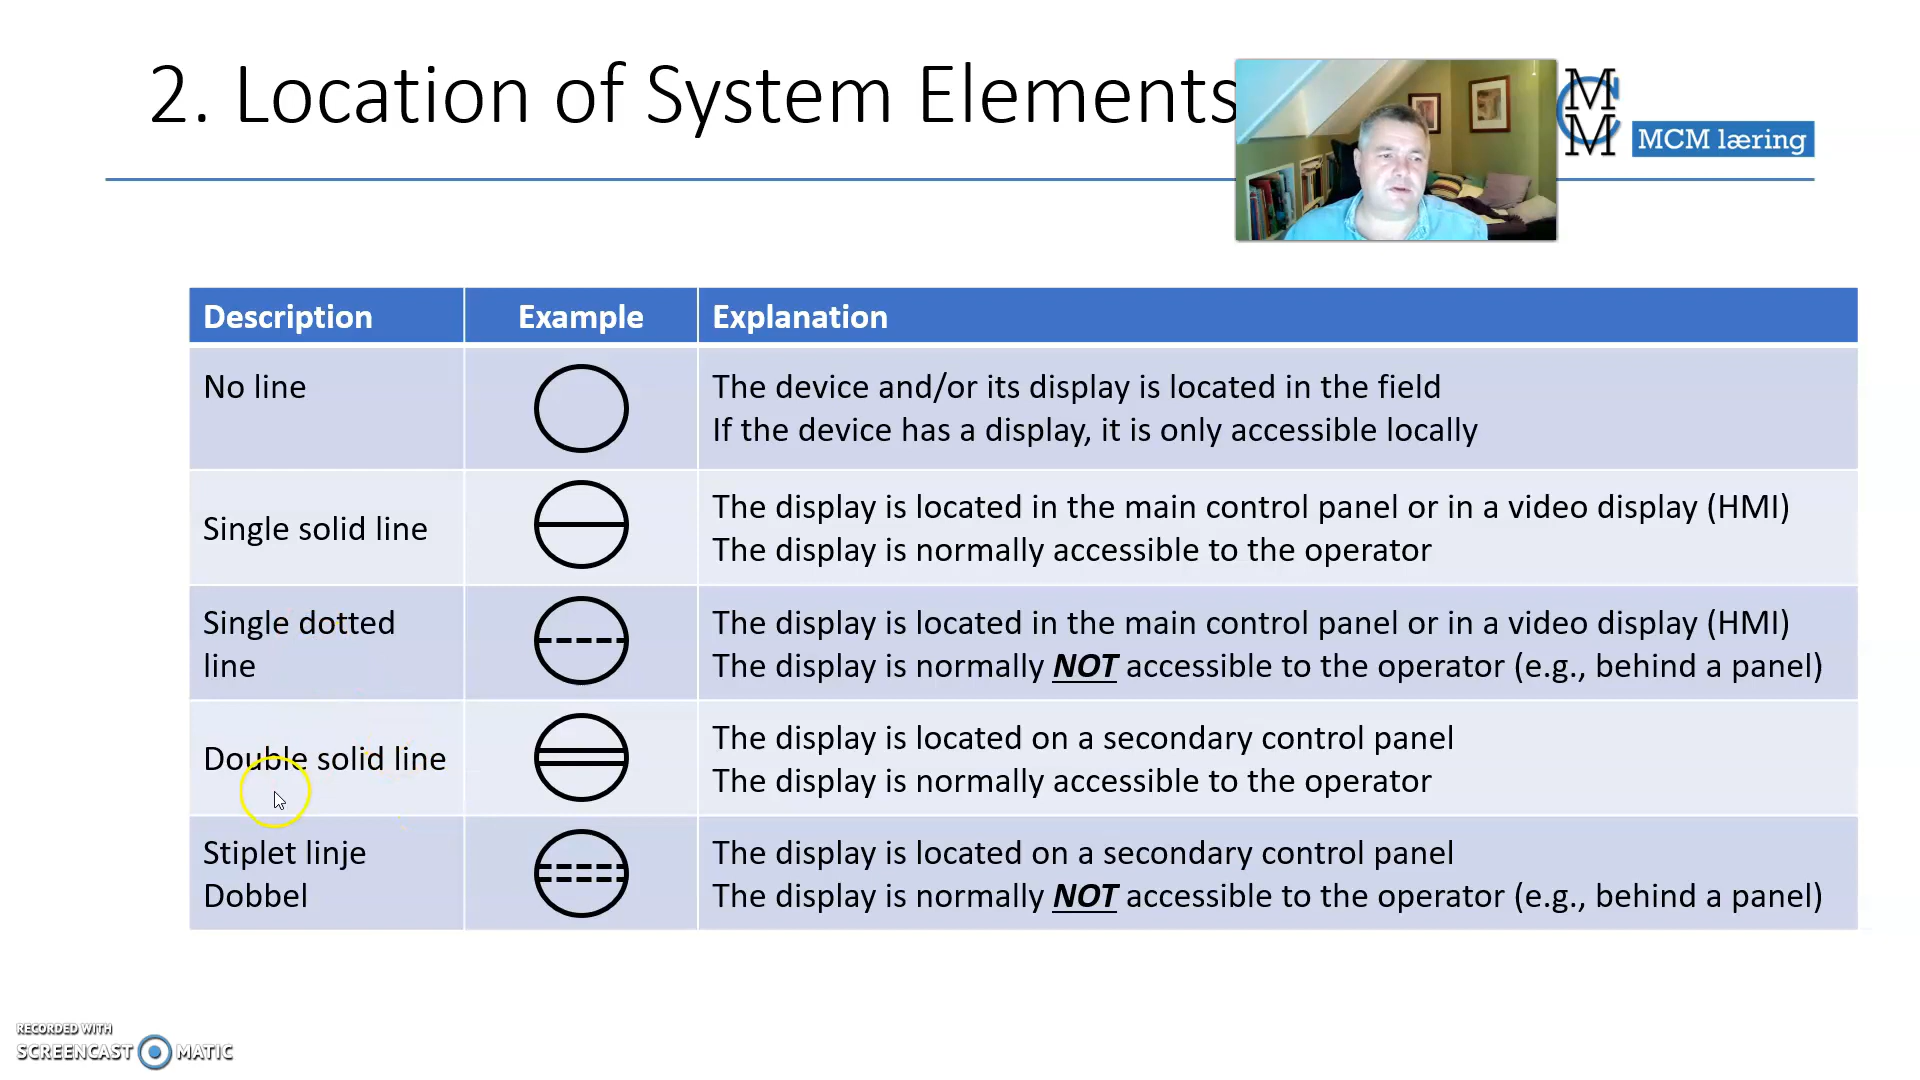 2. Location of System Elements
MCM
MCM læring
Description
Example
Explanation
No line
The device and/or its display is located in the field
If the device has a display, it is only accessible locally
Single solid line
The display is located in the main control panel or in a video display (HMI)
The display is normally accessible to the operator
Single dotted
line
The display is located in the main control panel or in a video display (HMI)
The display is normally NOT accessible to the operator (e.g., behind a panel)
Double solid line
The display is located on a secondary control panel
The display is normally accessible to the operator
Stiplet linje
Dobbel
The display is located on a secondary control panel
The display is normally NOT accessible to the operator (e.g., behind a panel)
RECORDED WITH
SCREENCAST MATIC